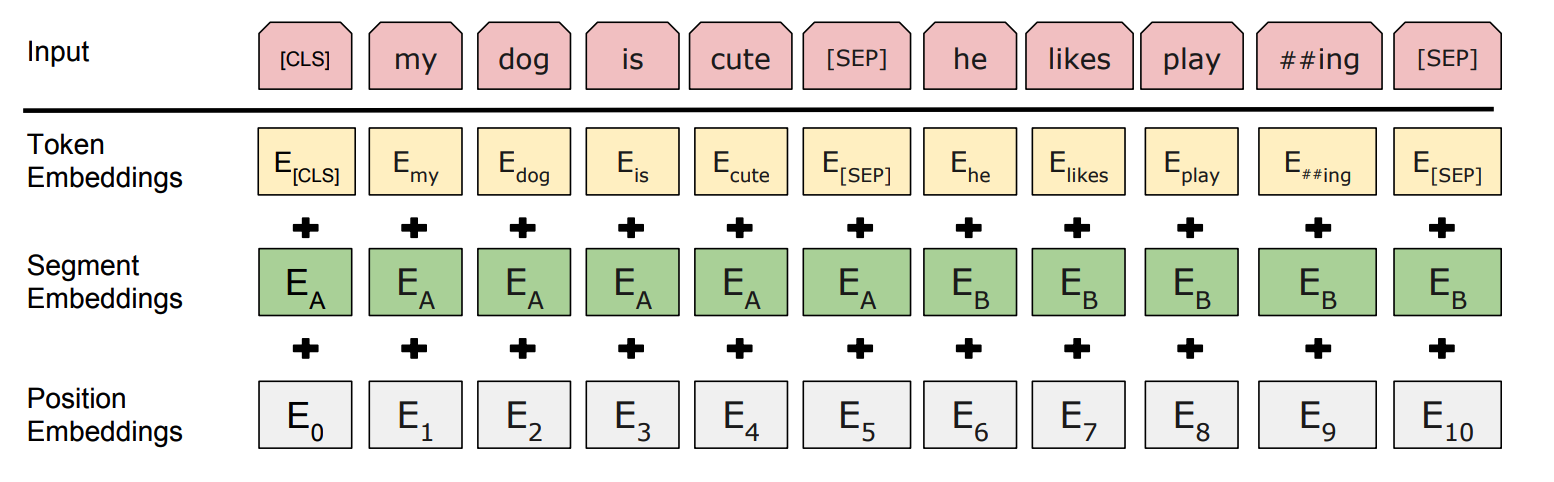 Input [CLS] my dog is cute [SEP] he likes play ##ing [SEP]
Token
Embeddings
E[CLS] Emy Edog Eis Ecute E[SEP] Ehe Elikes Eplay E##ing E[SEP]
+ + + + + + + + + + +
Segment
Embeddings
EA EA EA EA EA EA EB EB EB EB EB
+ + + + + + + + + + +
Position
Embeddings
E0 E1 E2 E3 E4 E5 E6 E7 E8 E9 E10